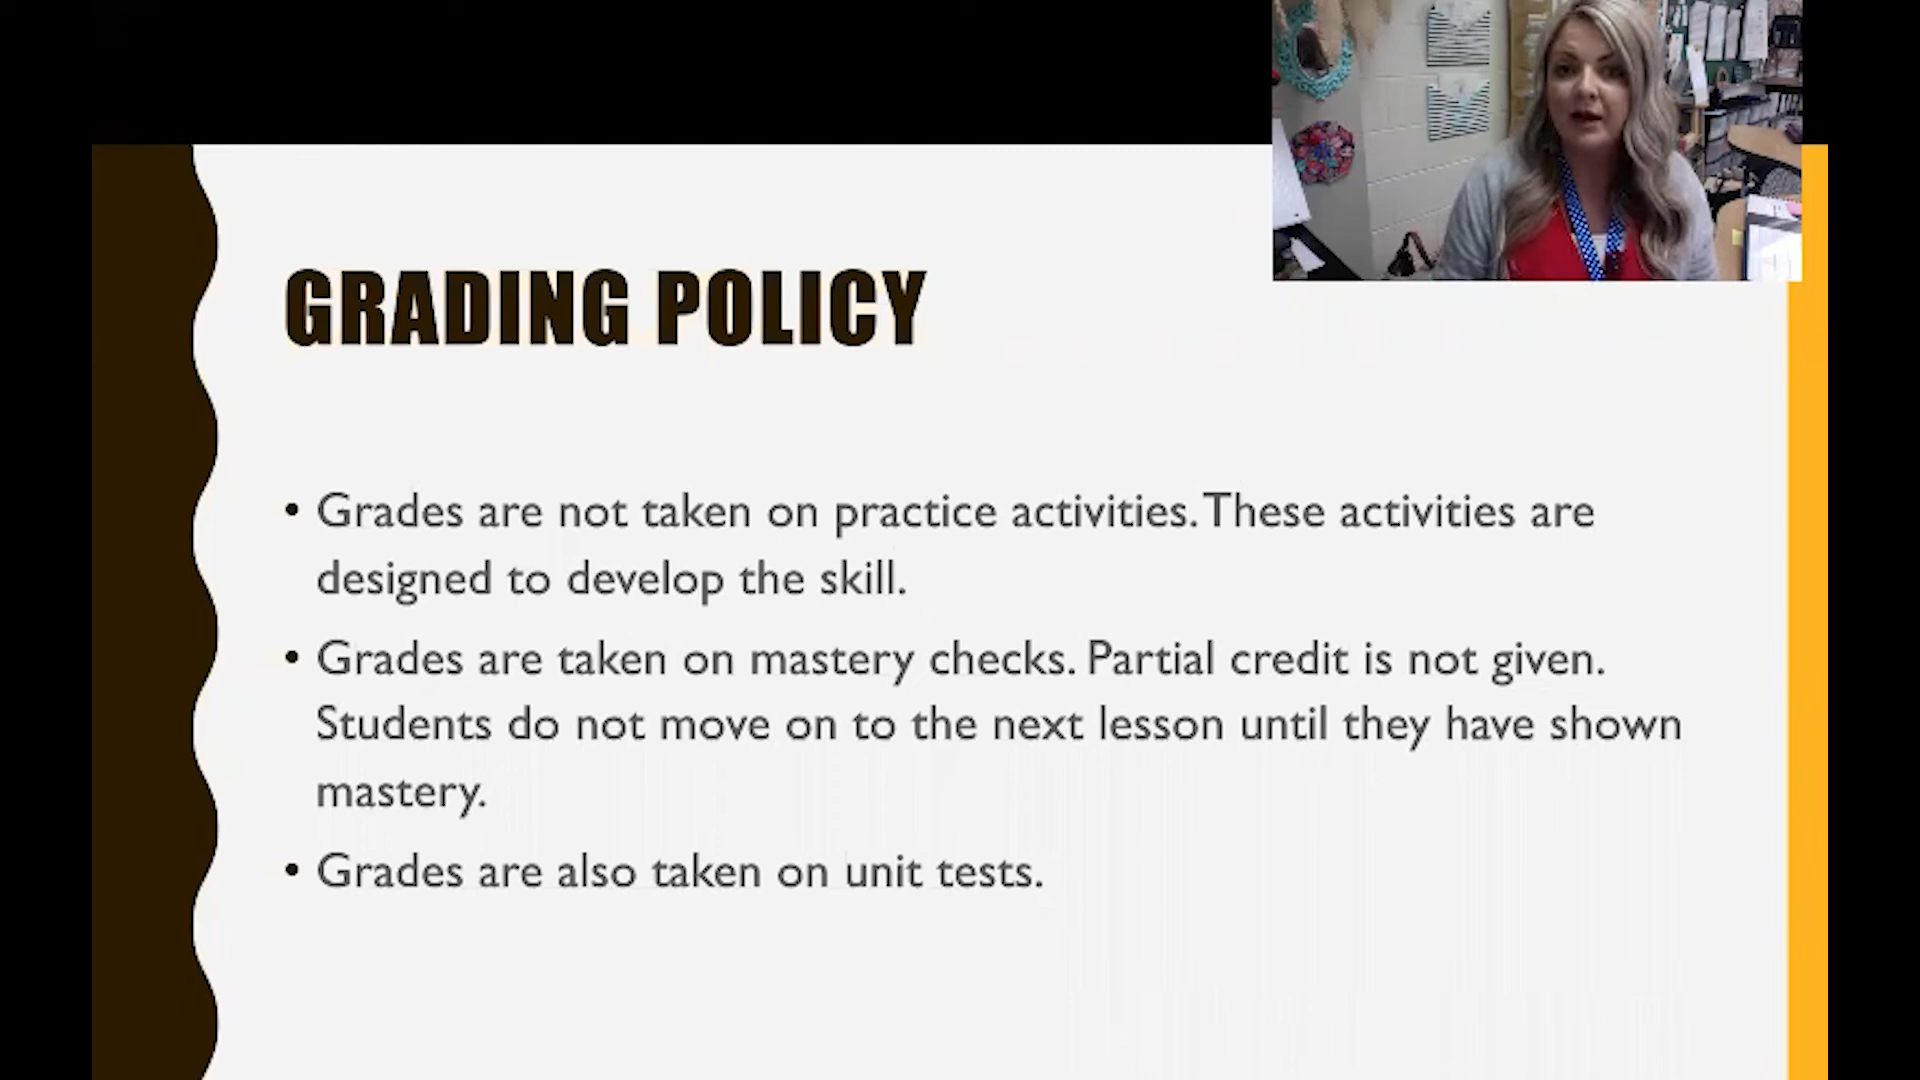 GRADING POLICY
• Grades are not taken on practice activities. These activities are
designed to develop the skill.
• Grades are taken on mastery checks. Partial credit is not given.
Students do not move on to the next lesson until they have shown
mastery.
• Grades are also taken on unit tests.